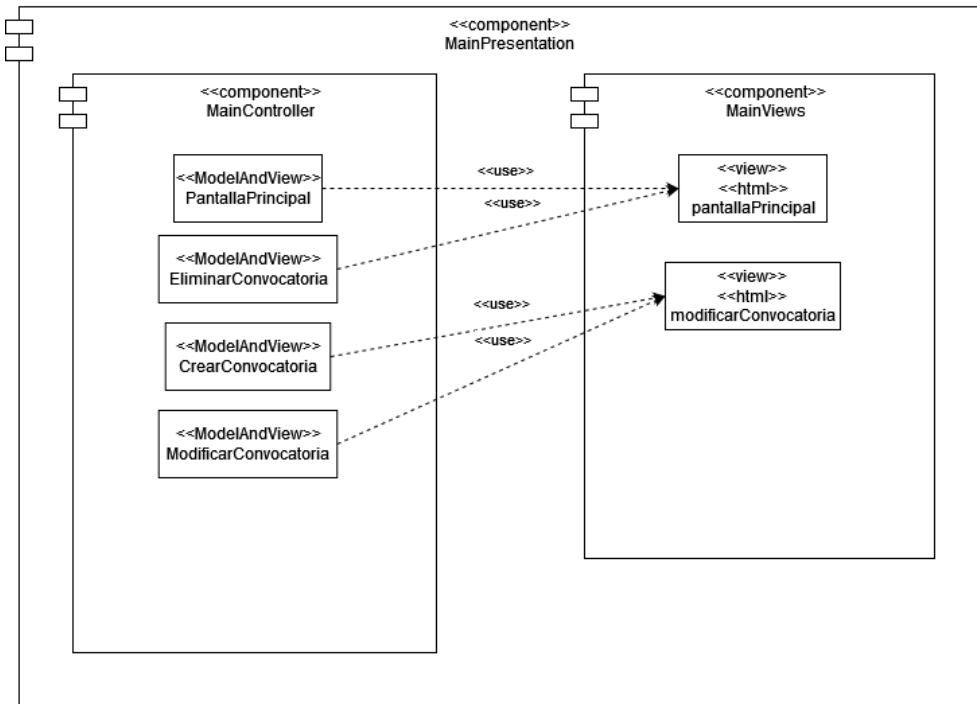 <<component>>
MainPresentation
<<component>>
MainController
<<ModelAndView>>
PantallaPrincipal
<<ModelAndView>>
EliminarConvocatoria
<<ModelAndView>>
CrearConvocatoria
<<ModelAndView>>
ModificarConvocatoria
<<use>>
<<use>>
<<use>>
<<use>>
<<component>>
MainViews
<<view>>
<<html>>
pantallaPrincipal
<<view>>
<<html>>
modificarConvocatoria